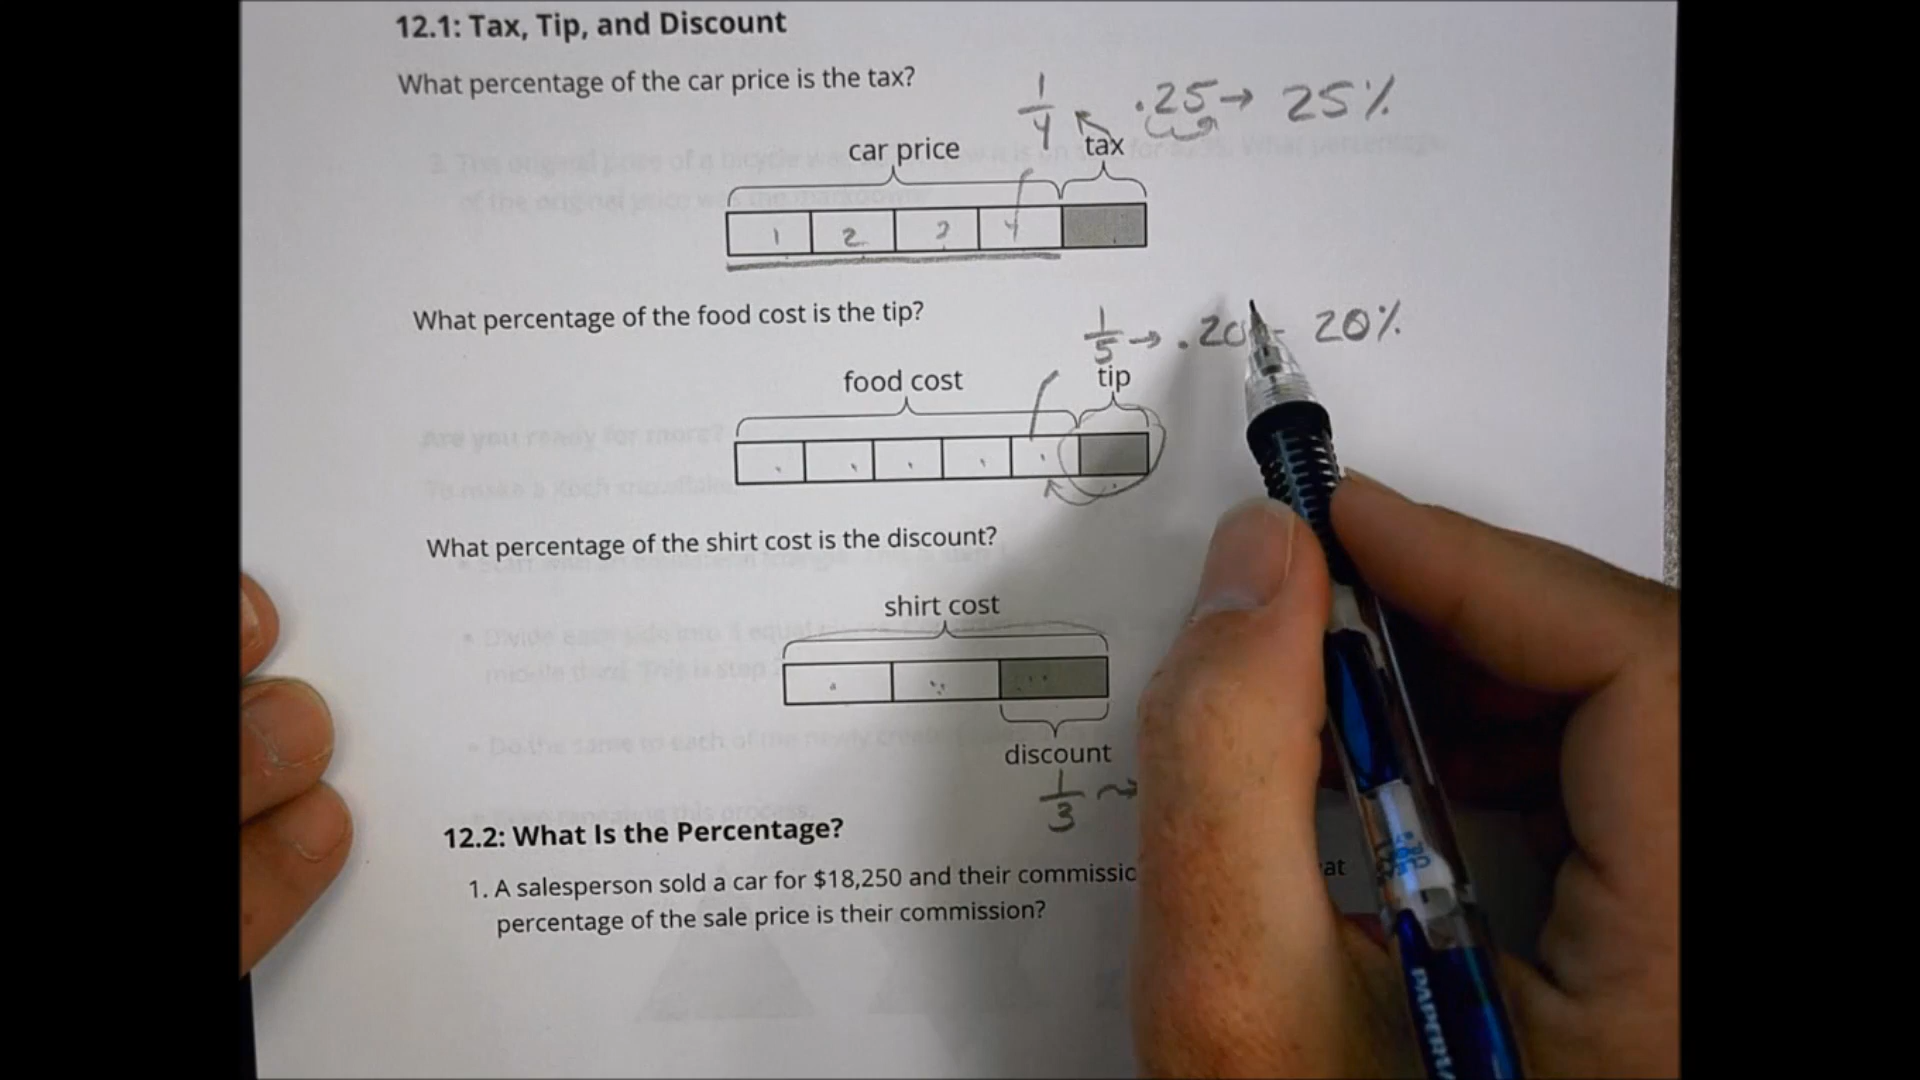 12.1: Tax, Tip, and Discount
What percentage of the car price is the tax?
1/4 .25 → 25%
car price tax
1 2 3 4
What percentage of the food cost is the tip?
1/5 → .20 20%
food cost tip
What percentage of the shirt cost is the discount?
shirt cost
discount
1/3
12.2: What Is the Percentage?
1. A salesperson sold a car for $18,250 and their
percentage of the sale price is their commission?